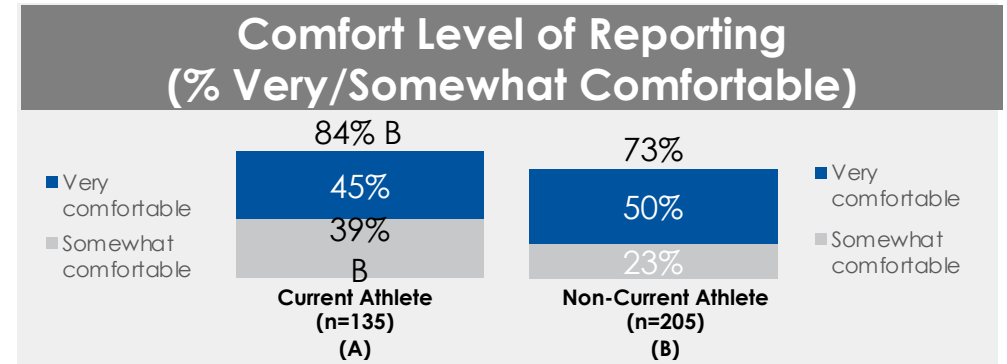 Comfort Level of Reporting
(% Very/Somewhat Comfortable)
84% B
73%
Very
comfortable
Somewhat
comfortable
45%
39%
B
50%
23%
Very
comfortable
Somewhat
comfortable
Current Athlete
(n=135)
(A)
Non-Current Athlete
(n=205)
(B)